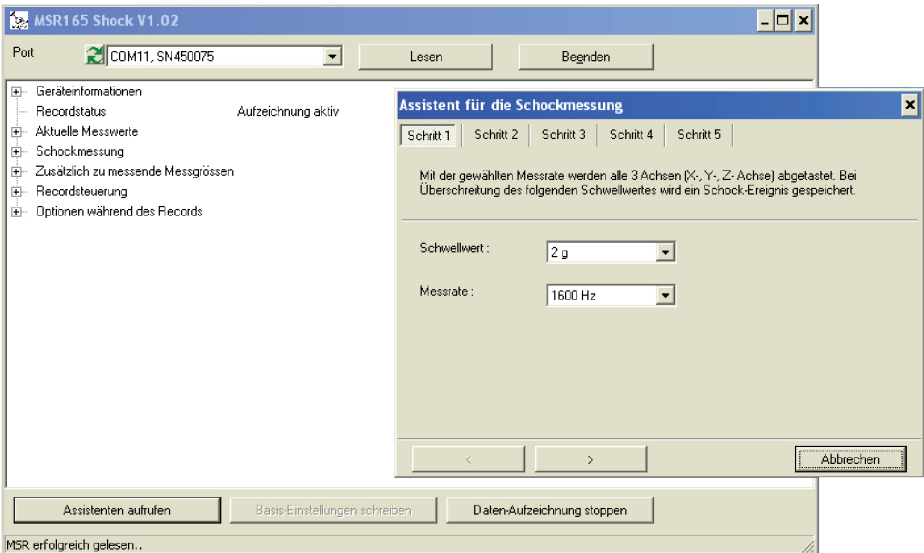 MSR165 Shock V1.02
Port
COM11, SN450075
Lesen
Beenden
Geräteinformationen
Recordstatus Aufzeichnung aktiv
Aktuelle Messwerte
Schockmessung
Zusätzlich zu messende Messgrössen
Recordsteuerung
Optionen während des Records
Assistent für die Schockmessung
Schritt 1 Schritt 2 Schritt 3 Schritt 4 Schritt 5
Mit der gewählten Messrate werden alle 3 Achsen (X-, Y-, Z- Achse) abgetastet. Bei
Überschreitung des folgenden Schwellwertes wird ein Schock-Ereignis gespeichert.
Schwellwert : 2 g
Messrate : 1600 Hz
< > Abbrechen
Assistenten aufrufen Basis-Einstellungen schreiben Daten-Aufzeichnung stoppen
MSR erfolgreich gelesen..